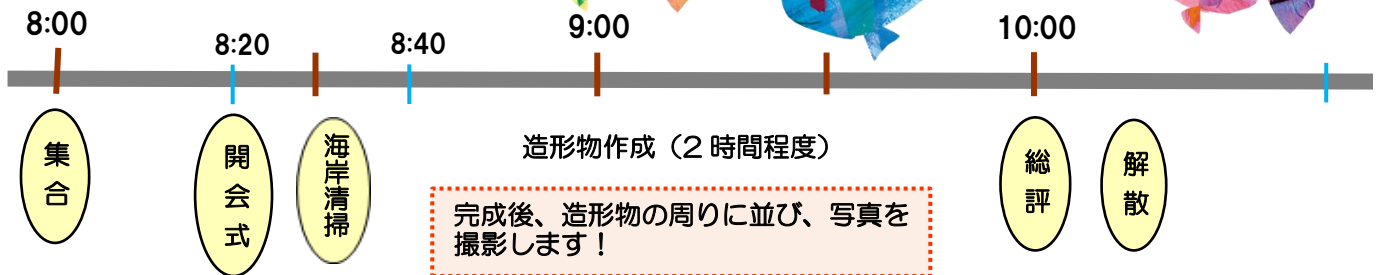 8:00
8:20
8:40
9:00
10:00
集合
開会式
海岸清掃
造形物作成（2時間程度）
完成後、造形物の周りに並び、写真を
撮影します！
総評
解散